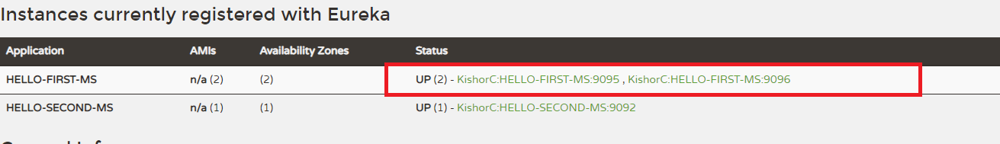 Instances currently registered with Eureka
Application AMIs Availability Zones Status
HELLO-FIRST-MS n/a (2) (2) UP (2) - KishorC:HELLO-FIRST-MS:9095 , KishorC:HELLO-FIRST-MS:9096
HELLO-SECOND-MS n/a (1) (1) UP (1) - KishorC:HELLO-SECOND-MS:9092